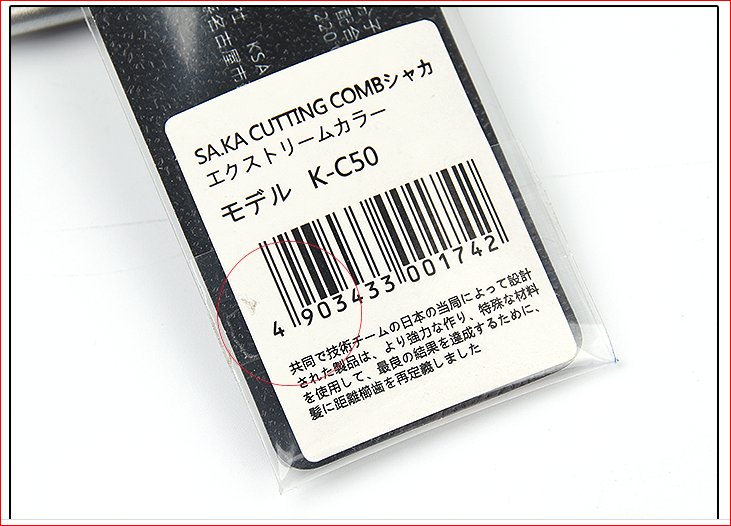 SA.KA CUTTING COMBシャカ
エクストリームカラー
モデル K-C50
4 903433 001742
共同で技術チームの日本の当局によって設計
された製品は、より強力な作り、特殊な材料
を使用して、最良の結果を達成するために、
髪に距離櫛歯を再定義しました